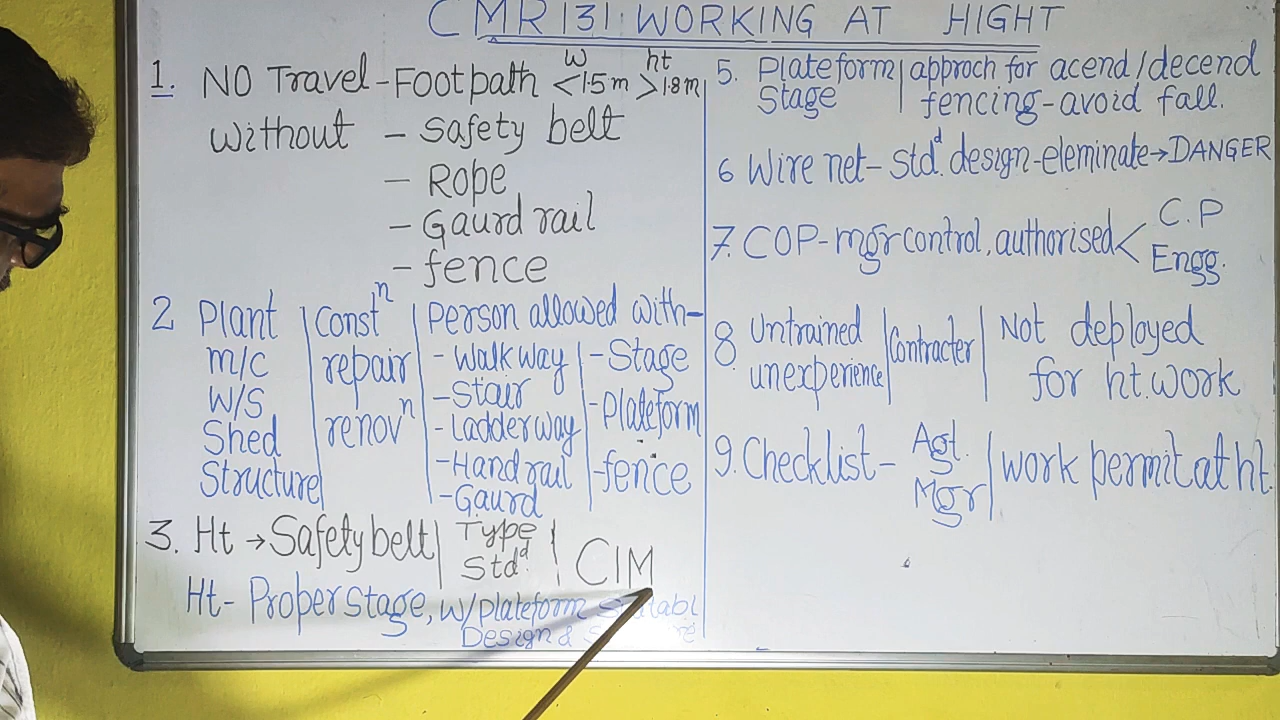 CMR 131: WORKING AT HIGHT
1. NO Travel - Footpath w <1.5m ht >1.8m
Without - Safety belt
- Rope
- Gaurd rail
- fence
2 Plant | Constn | Person allowed with-
M/C repair - Walk way | - Stage
W/S - Stair
Shed renovn - Ladder way - Plateform
Structure - Hand rail - fence
- Gaurd
3. Ht → Safety belt | Type Stdd. | CIM
Ht - Proper stage, W/Plateform
Design &
5. Plateform | approch for acend/decend
Stage | fencing - avoid fall.
6 Wire net - Stdd. design - eleminate → DANGER
7. COP - mgr control, authorised < C.P
Engg.
8. Untrained | Contracter | Not deployed
unexperience for ht. work
9. Checklist - Agt. | work permit at ht.
Mgr